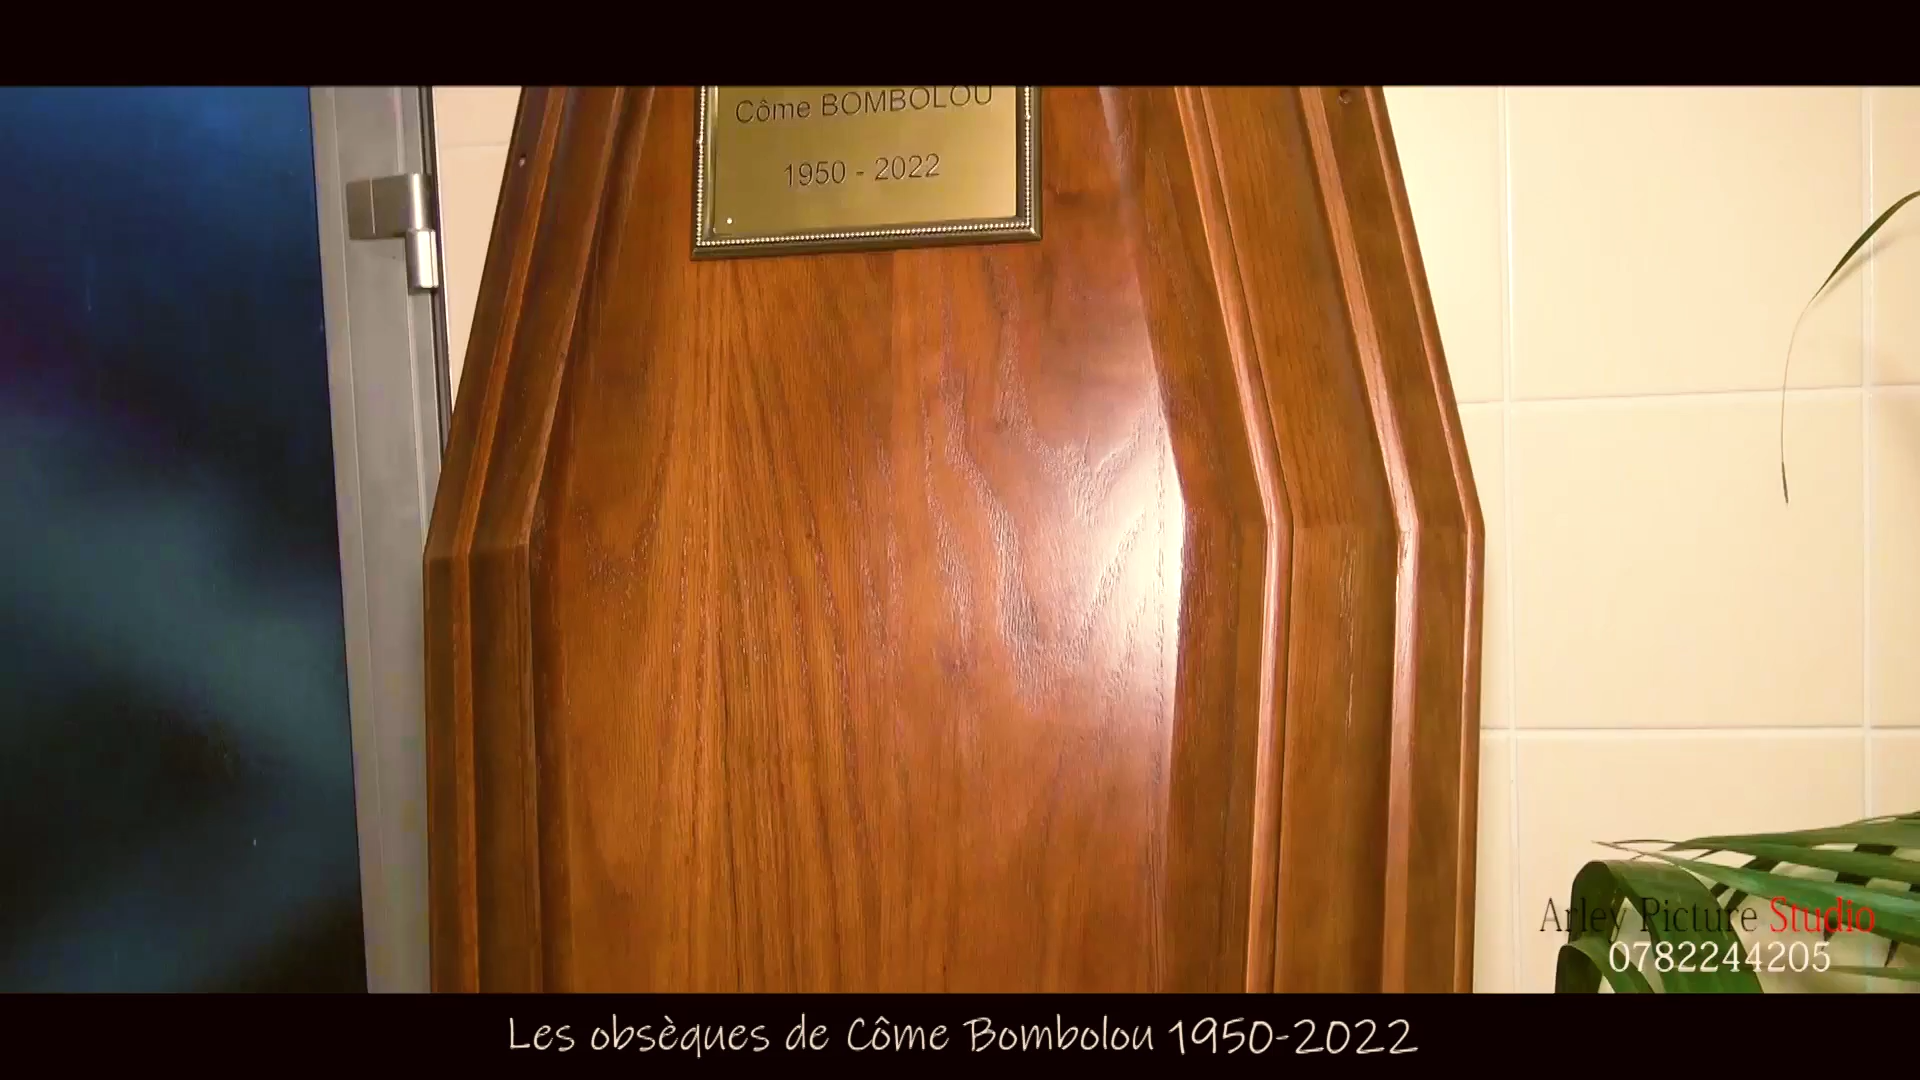 Côme BOMBOLOU
1950 - 2022
Arley Picture Studio
0782244205
Les obsèques de Côme Bombolou 1950-2022